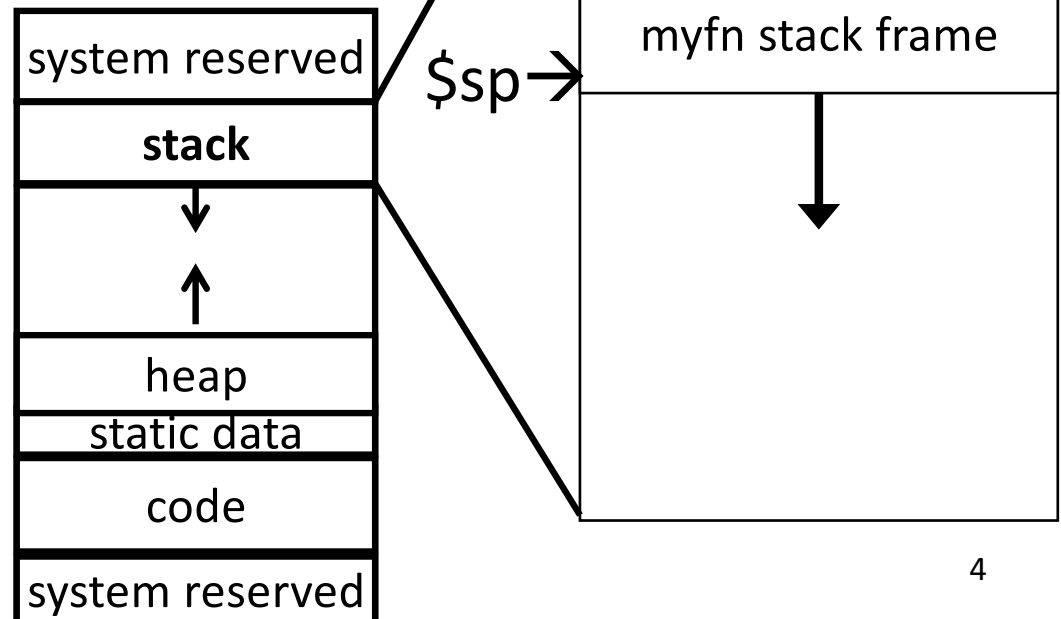 system reserved
stack
heap
static data
code
system reserved
$sp
myfn stack frame
4